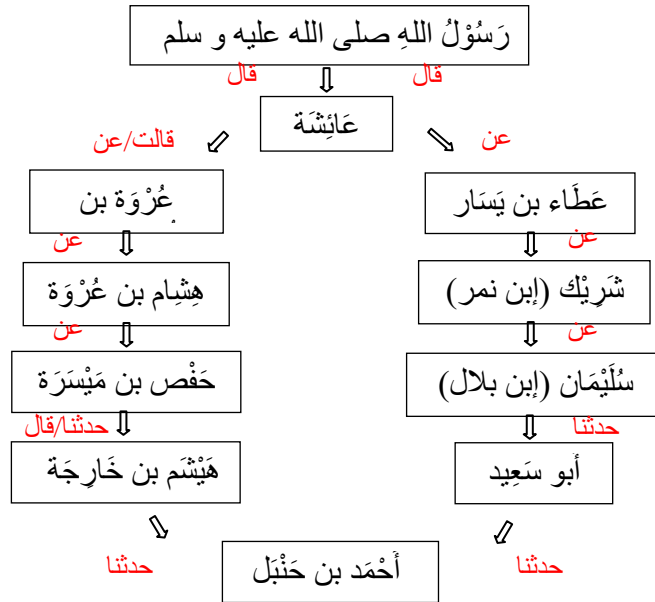 رَسُوْلُ اللهِ صلى الله عليه و سلم
قال
قال
عَائِشَة
عن
قالت/عن
عَطَاء بن يَسَار
عُرْوَة بن
عن
عن
شَرِيْك (إبن نمر)
هِشِام بن عُرْوَة
عن
عن
سُلَيْمَان (إبن بلال)
حَفْص بن مَيْسَرَة
حدثنا
حدثنا/قال
أبو سَعِيد
هَيْشَم بن خَارِجَة
حدثنا
حدثنا
أَحْمَد بن حَنْبَل